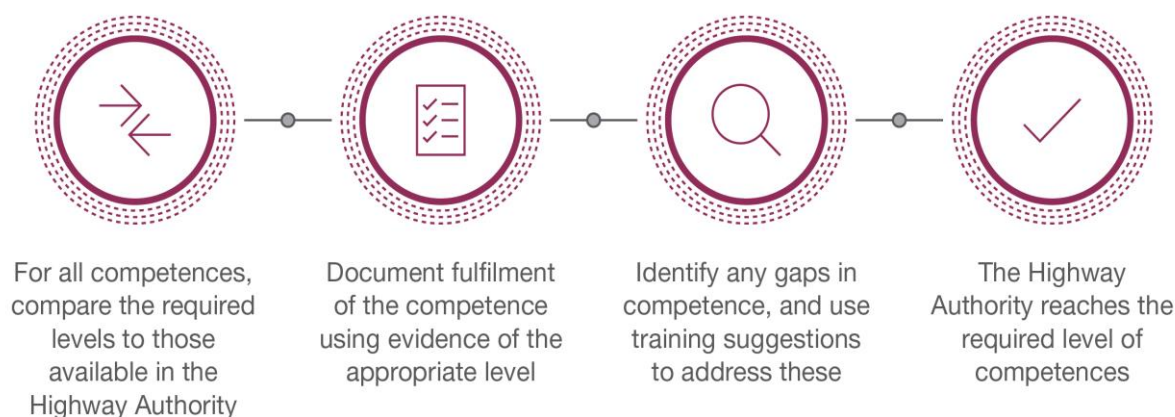 For all competences,
compare the required
levels to those
available in the
Highway Authority
Document fulfilment
of the competence
using evidence of the
appropriate level
Identify any gaps in
competence, and use
training suggestions
to address these
The Highway
Authority reaches the
required level of
competences